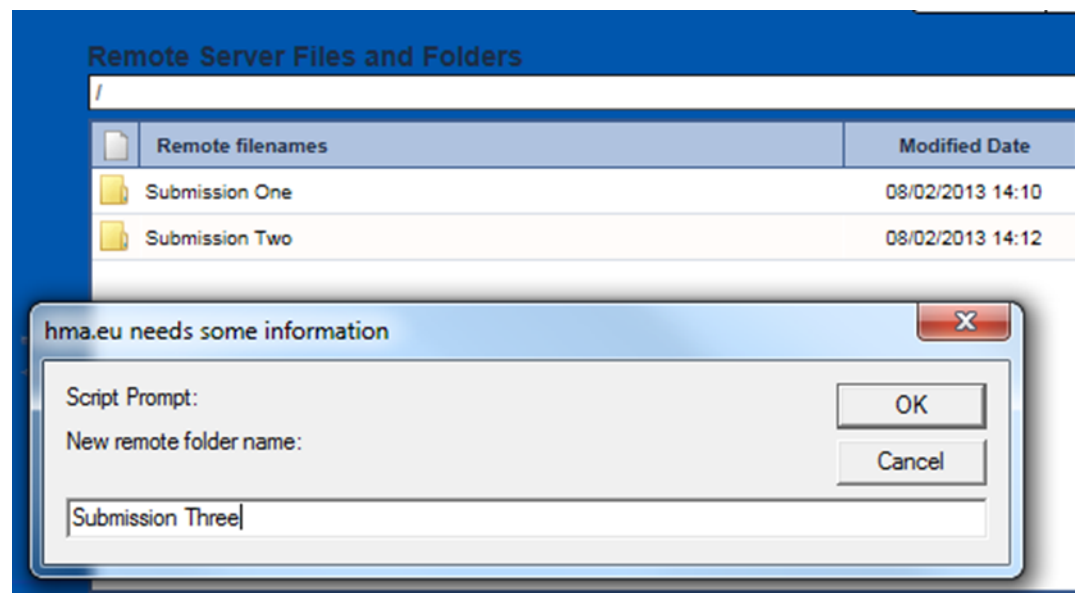 Remote Server Files and Folders
/
Remote filenames Modified Date
Submission One 08/02/2013 14:10
Submission Two 08/02/2013 14:12
hma.eu needs some information
Script Prompt:
OK
New remote folder name:
Cancel
Submission Three